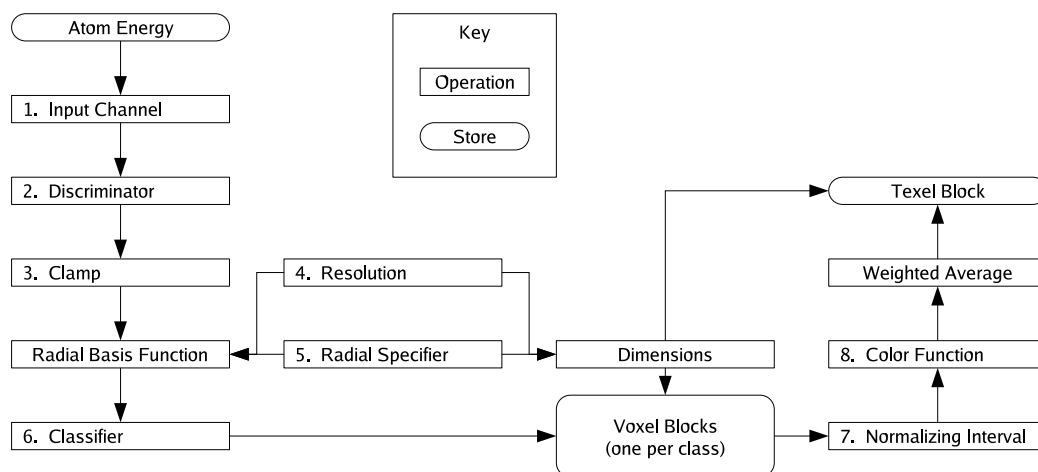 Atom Energy
1. Input Channel
2. Discriminator
3. Clamp
Radial Basis Function
6. Classifier
Key
Operation
Store
4. Resolution
5. Radial Specifier
Dimensions
Voxel Blocks
(one per class)
Texel Block
Weighted Average
8. Color Function
7. Normalizing Interval